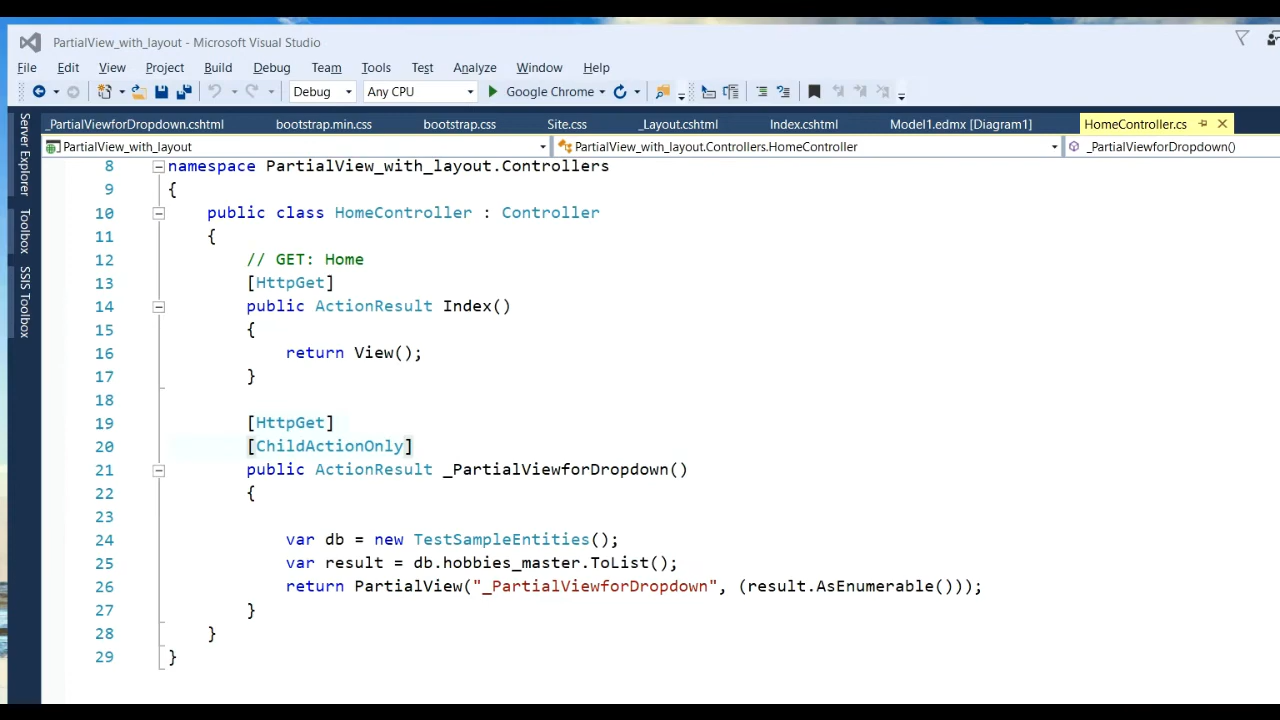 PartialView_with_layout - Microsoft Visual Studio
File Edit View Project Build Debug Team Tools Test Analyze Window Help
Debug Any CPU Google Chrome
_PartialViewforDropdown.cshtml bootstrap.min.css bootstrap.css Site.css _Layout.cshtml Index.cshtml Model1.edmx [Diagram1] HomeController.cs
PartialView_with_layout PartialView_with_layout.Controllers.HomeController _PartialViewforDropdown()
Server Explorer
Toolbox
SSIS Toolbox
8 namespace PartialView_with_layout.Controllers
9 {
10 public class HomeController : Controller
11 {
12 // GET: Home
13 [HttpGet]
14 public ActionResult Index()
15 {
16 return View();
17 }
18
19 [HttpGet]
20 [ChildActionOnly]
21 public ActionResult _PartialViewforDropdown()
22 {
23
24 var db = new TestSampleEntities();
25 var result = db.hobbies_master.ToList();
26 return PartialView("_PartialViewforDropdown", (result.AsEnumerable()));
27 }
28 }
29 }